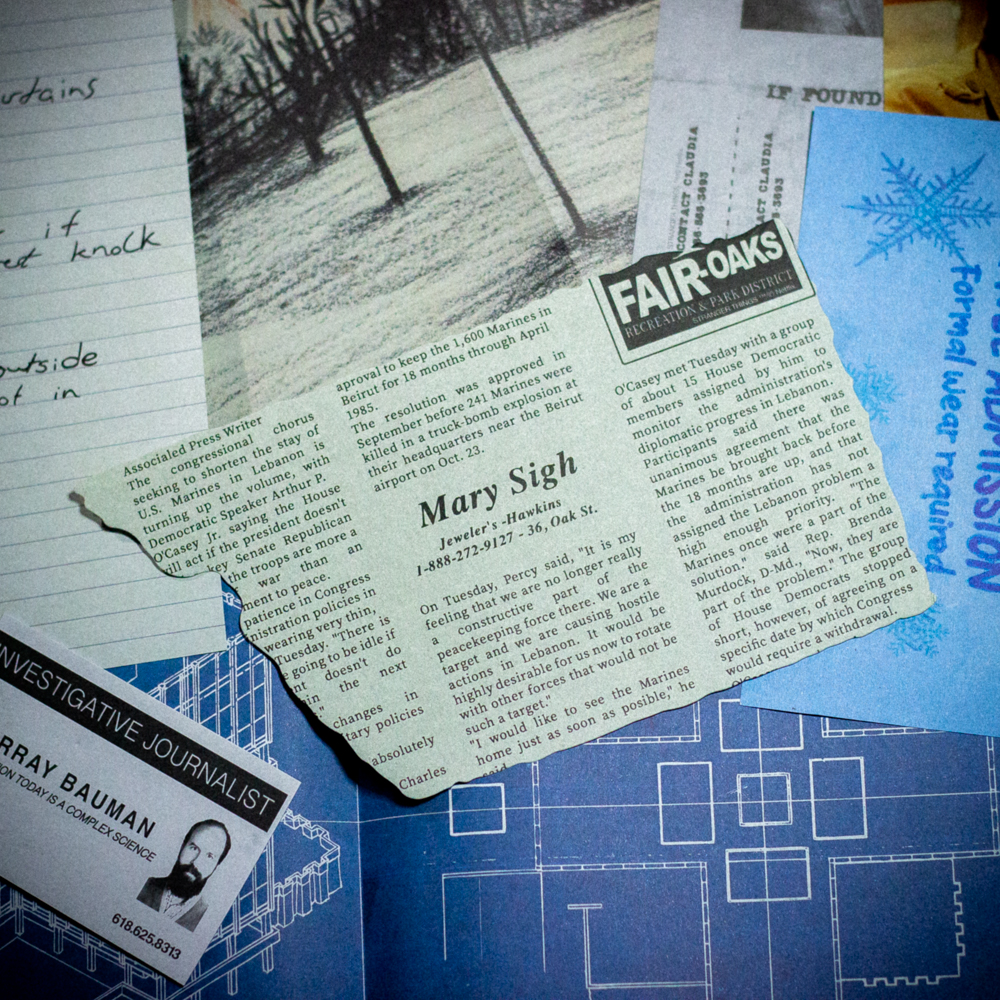 urtains
if
knock
outside
in
IF FOUND
CONTACT CLAUDIA
CONTACT CLAUDIA
ADMISSION
Formal wear required
FAIR-OAKS
RECREATION & PARK DISTRICT
STRANGER THINGS
Associaled Press Writer
The congressional chorus
seeking to shorten the stay of
U.S. Marines in Lebanon is
turning up the volume, with
Democratic Speaker Arthur P.
O'Casey Jr. saying the House
will act if the president doesn't
Senate Republican
the troops are more a
war than an
ment to peace.
patience in Congress
nistration policies in
wearing very thin,
Tuesday, "There is
going to be idle if
nt doesn't do
in the next
changes in
tary policies
absolutely
Charles
aproval to keep the 1,600 Marines in
Beirut for 18 months through April
1985.
The resolution was approved in
September before 241 Marines were
killed in a truck-bomb explosion at
their headquarters near the Beirut
airport on Oct. 23.
Mary Sigh
Jeweler's -Hawkins
1-888-272-9127 - 36, Oak St.
On Tuesday, Percy said, "It is my
feeling that we are no longer really
a constructive part of the
peacekeeping force there. We are a
target and we are causing hostile
actions in Lebanon. It would be
highly desirable for us now to rotate
with other forces that would not be
such a target."
"I would like to see the Marines
home just as soon as possible," he
said
O'Casey met Tuesday with a group
of about 15 House Democratic
members assigned by him to
monitor the administration's
diplomatic progress in Lebanon.
Participants said there was
unanimous agreement that the
Marines be brought back before
the 18 months are up, and that
the administration has not
assigned the Lebanon problem a
high enough priority. "The
Marines once were a part of the
solution," said Rep. Brenda
Murdock, D-Md., "Now, they are
part of the problem." The group
of House Democrats stopped
short, however, of agreeing on a
specific date by which Congress
would require a withdrawal.
INVESTIGATIVE JOURNALIST
RRAY BAUMAN
ION TODAY IS A COMPLEX SCIENCE
618.625.8313